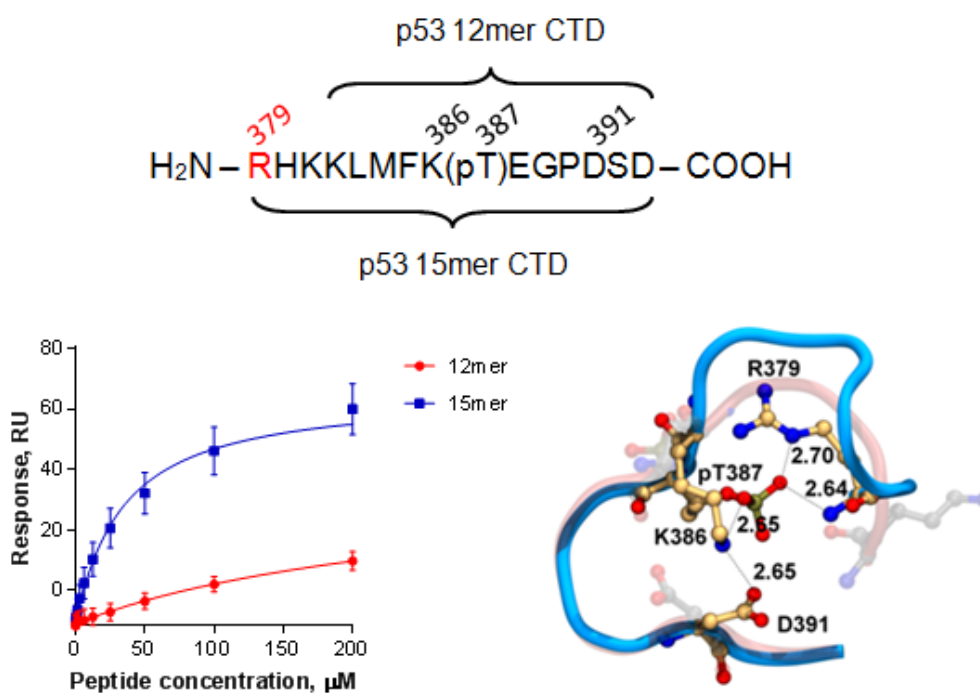 p53 12mer CTD
379 386 387 391
H₂N – RHKKLMFK(pT)EGPDSD – COOH
p53 15mer CTD
80
60
40
20
0
Response, RU
0 50 100 150 200
Peptide concentration, µM
12mer
15mer
R379
2.70
pT387
2.64
K386
2.65
2.65
D391